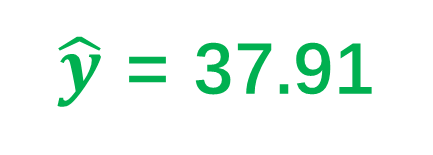 ŷ = 37.91